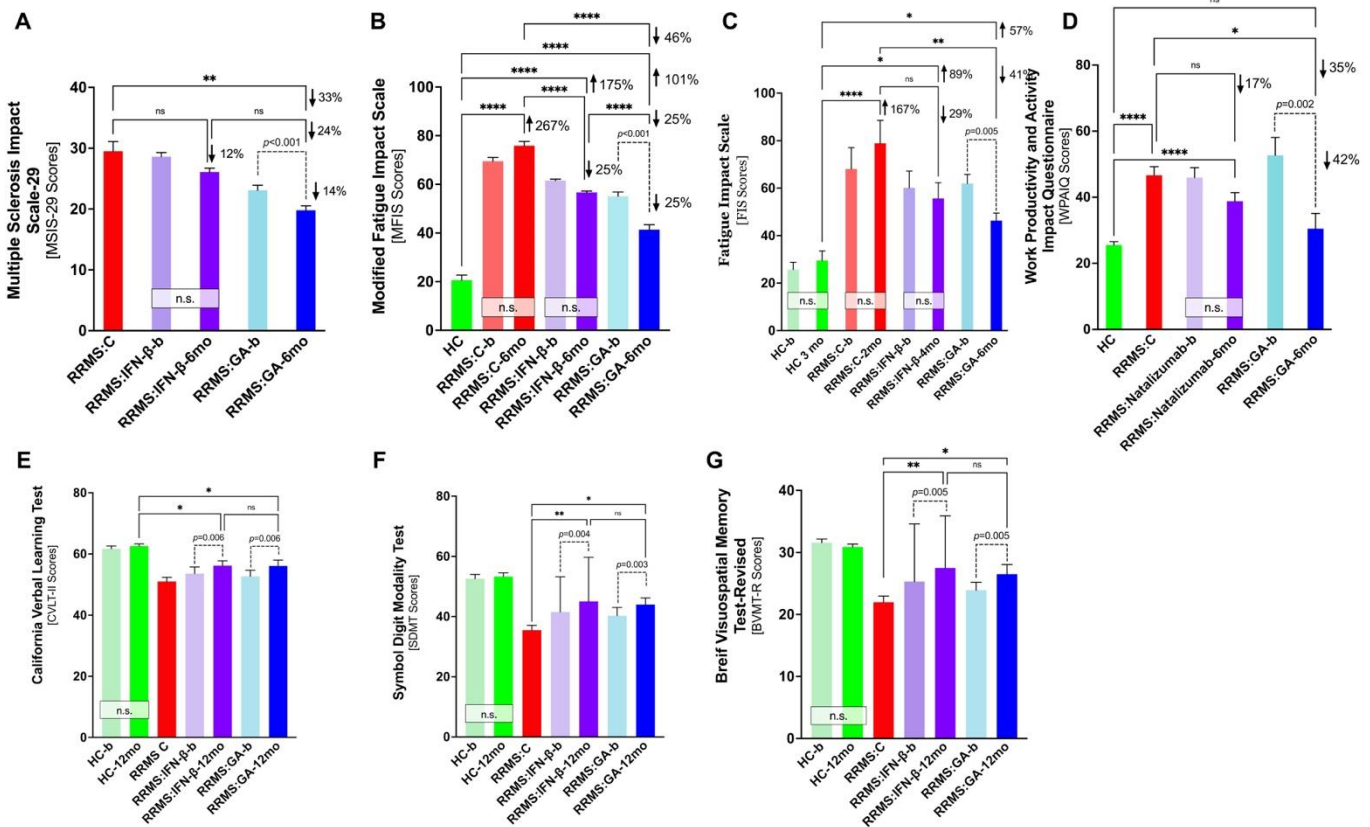 A
Multiple Sclerosis Impact
Scale-29
[MSIS-29 Scores]
40
30
20
10
0
**
ns
ns
↓33%
↓24%
↓12%
p<0.001
↓14%
n.s.
RRMS:C
RRMS:IFN-β-b
RRMS:IFN-β-6mo
RRMS:GA-b
RRMS:GA-6mo
B
Modified Fatigue Impact Scale
[MFIS Scores]
100
80
60
40
20
0
****
↓46%
****
↑101%
****
↑175%
****
****
****
↑267%
↓25%
p<0.001
↓25%
↓25%
n.s.
n.s.
HC
RRMS:C-b
RRMS:C-6mo
RRMS:IFN-β-b
RRMS:IFN-β-6mo
RRMS:GA-b
RRMS:GA-6mo
C
Fatigue Impact Scale
[FIS Scores]
100
80
60
40
20
0
*
↑57%
**
↓41%
*
↑89%
****
ns
↑167%
↓29%
p=0.005
n.s.
n.s.
n.s.
HC-b
HC 3 mo
RRMS:C-b
RRMS:C-2mo
RRMS:IFN-β-b
RRMS:IFN-β-4mo
RRMS:GA-b
RRMS:GA-6mo
D
Work Productivity and Activity
Impact Questionnaire
[WPAIQ Scores]
80
60
40
20
0
ns
*
↓35%
ns
↓17%
p=0.002
****
****
↓42%
n.s.
HC
RRMS:C
RRMS:Natalizumab-b
RRMS:Natalizumab-6mo
RRMS:GA-b
RRMS:GA-6mo
E
California Verbal Learning Test
[CVLT-II Scores]
80
60
40
20
0
*
*
ns
p=0.006
p=0.006
n.s.
HC-b
HC-12mo
RRMS C
RRMS:IFN-β-b
RRMS:IFN-β-12mo
RRMS:GA-b
RRMS:GA-12mo
F
Symbol Digit Modality Test
[SDMT Scores]
80
60
40
20
0
*
**
ns
p=0.004
p=0.003
n.s.
HC-b
HC-12mo
RRMS:C
RRMS:IFN-β-b
RRMS:IFN-β-12mo
RRMS:GA-b
RRMS:GA-12mo
G
Breif Visuospatial Memory
Test-Revised
[BVMT-R Scores]
40
30
20
10
0
*
**
ns
p=0.005
p=0.005
n.s.
HC-b
HC-12mo
RRMS:C
RRMS:IFN-β-b
RRMS:IFN-β-12mo
RRMS:GA-b
RRMS:GA-12mo